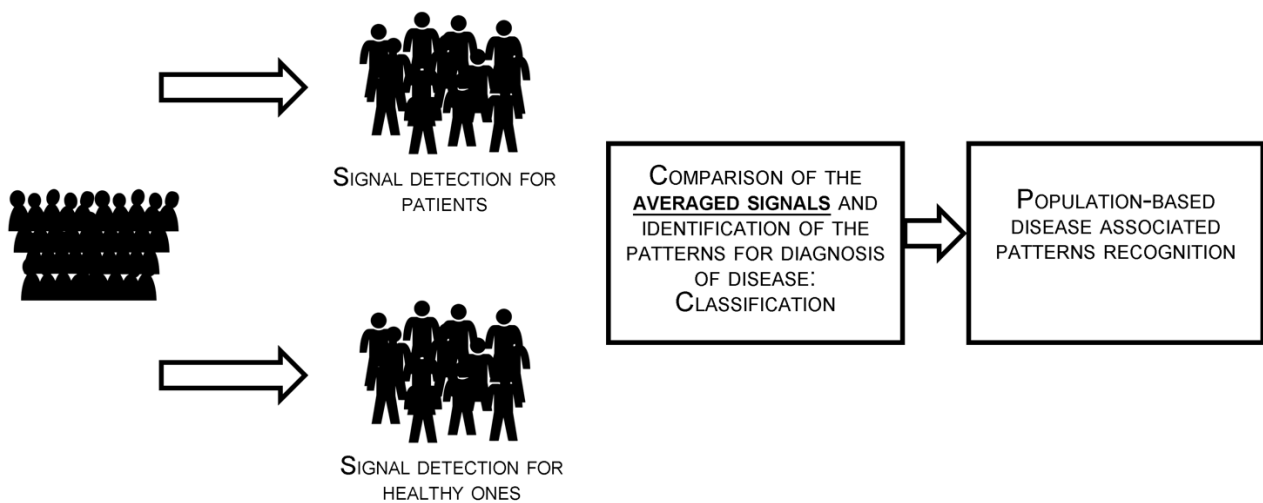 SIGNAL DETECTION FOR
PATIENTS
SIGNAL DETECTION FOR
HEALTHY ONES
COMPARISON OF THE
AVERAGED SIGNALS AND
IDENTIFICATION OF THE
PATTERNS FOR DIAGNOSIS
OF DISEASE:
CLASSIFICATION
POPULATION-BASED
DISEASE ASSOCIATED
PATTERNS RECOGNITION